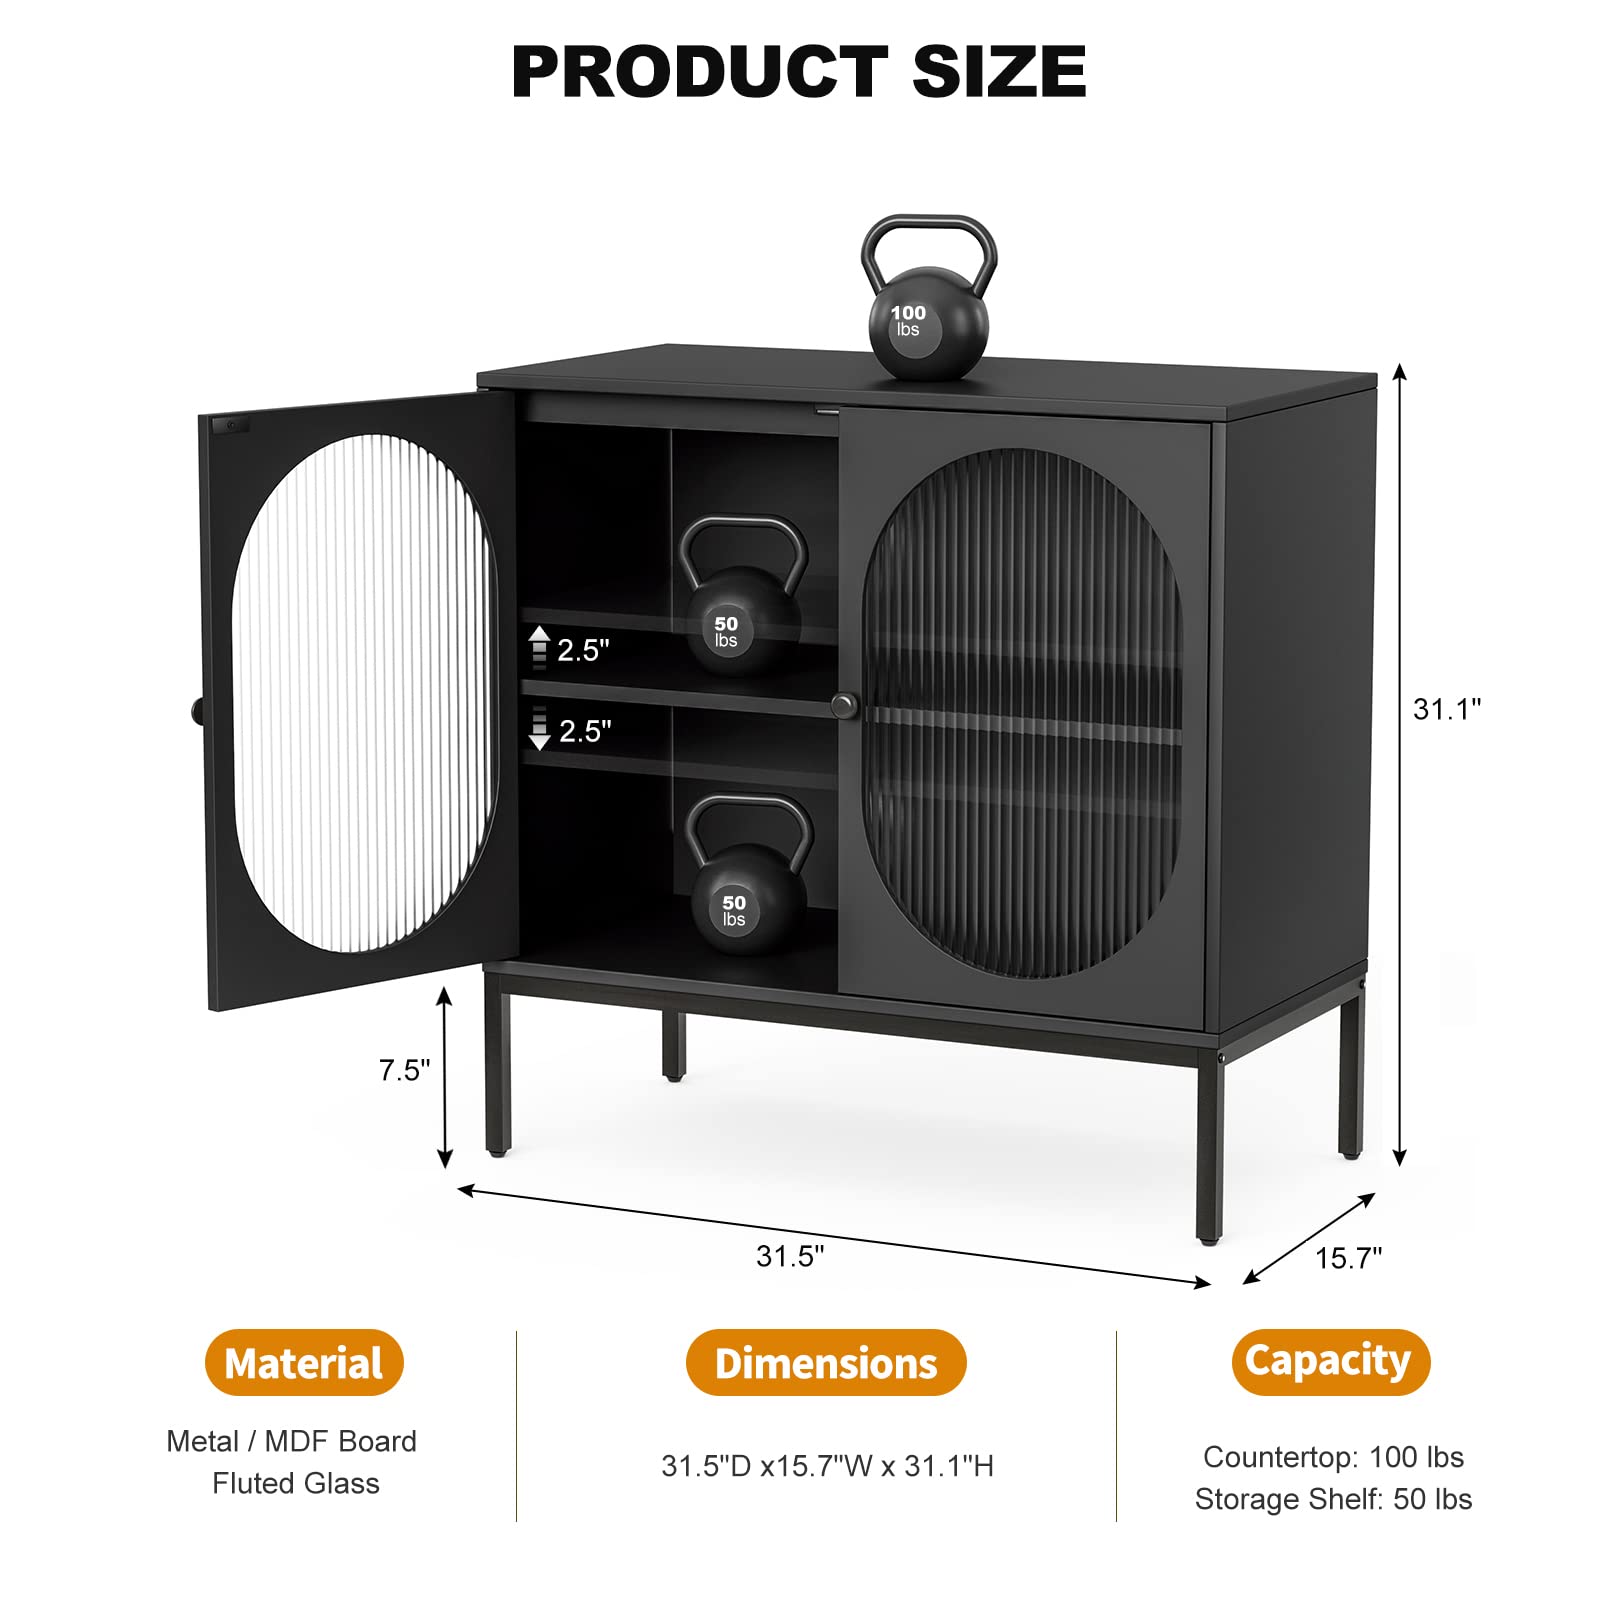 PRODUCT SIZE
100
lbs
50
lbs
2.5"
2.5"
50
lbs
31.1"
7.5"
31.5"
15.7"
Material
Metal / MDF Board
Fluted Glass
Dimensions
31.5"D x15.7"W x 31.1"H
Capacity
Countertop: 100 lbs
Storage Shelf: 50 lbs